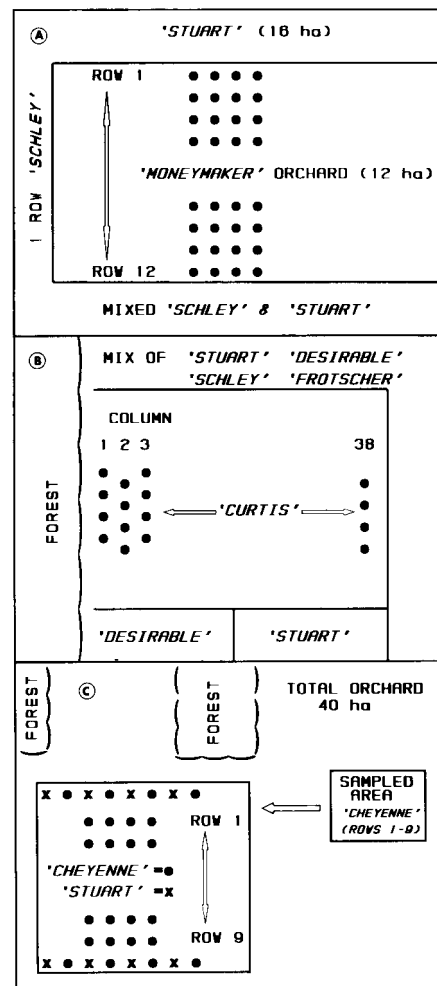 A 'STUART' (16 ha)
ROW 1
1 ROW 'SCHLEY'
'MONEYMAKER' ORCHARD (12 ha)
ROW 12
MIXED 'SCHLEY' & 'STUART'
B MIX OF 'STUART' 'DESIRABLE'
'SCHLEY' 'FROTSCHER'
FOREST
COLUMN
1 2 3 38
'CURTIS'
'DESIRABLE' 'STUART'
FOREST
C
FOREST
TOTAL ORCHARD
40 ha
SAMPLED
AREA
'CHEYENNE'
(ROWS 1-9)
X X X X
ROW 1
'CHEYENNE' =●
'STUART' =X
ROW 9
X X X X